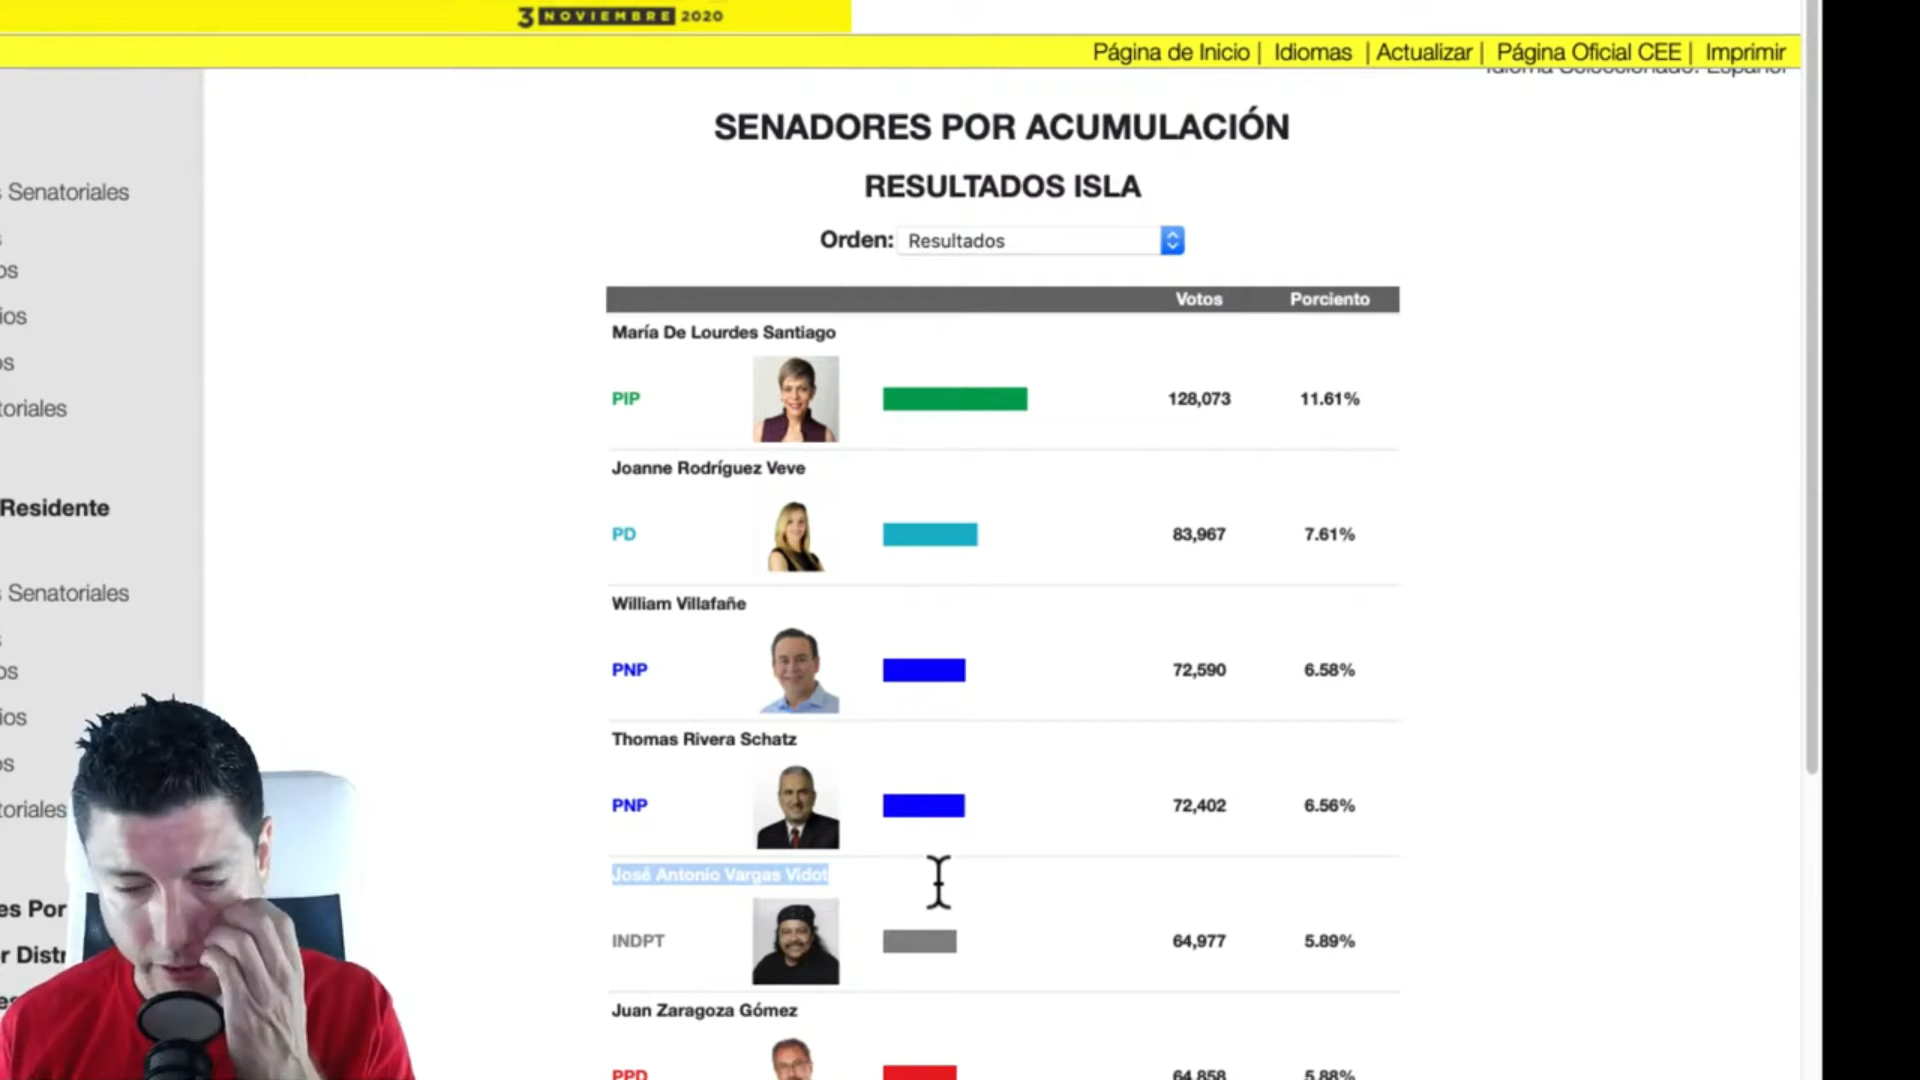 3 NOVIEMBRE 2020
Página de Inicio | Idiomas | Actualizar | Página Oficial CEE | Imprimir
Idioma Seleccionado: Español
SENADORES POR ACUMULACIÓN
RESULTADOS ISLA
Orden: Resultados
Votos Porciento
María De Lourdes Santiago
PIP 128,073 11.61%
Joanne Rodríguez Veve
PD 83,967 7.61%
William Villafañe
PNP 72,590 6.58%
Thomas Rivera Schatz
PNP 72,402 6.56%
José Antonio Vargas Vidot
INDPT 64,977 5.89%
Juan Zaragoza Gómez
PPD 64,858 5.88%
s Senatoriales
s
os
ios
os
toriales
Residente
s Senatoriales
s
os
ios
os
toriales
es Por
r Distr
es